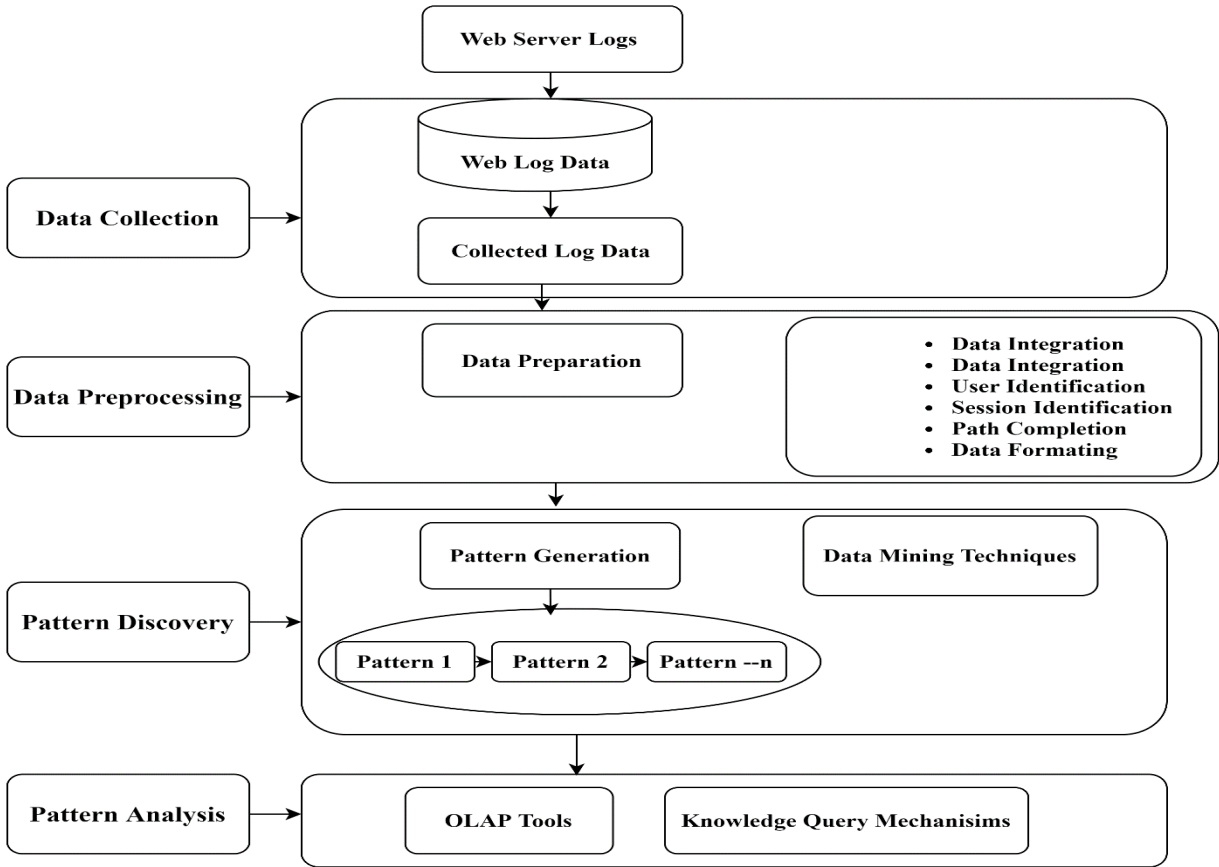 Web Server Logs
Web Log Data
Data Collection
Collected Log Data
Data Preprocessing
Data Preparation
• Data Integration
• Data Integration
• User Identification
• Session Identification
• Path Completion
• Data Formating
Pattern Discovery
Pattern Generation
Data Mining Techniques
Pattern 1
Pattern 2
Pattern --n
Pattern Analysis
OLAP Tools
Knowledge Query Mechanisims